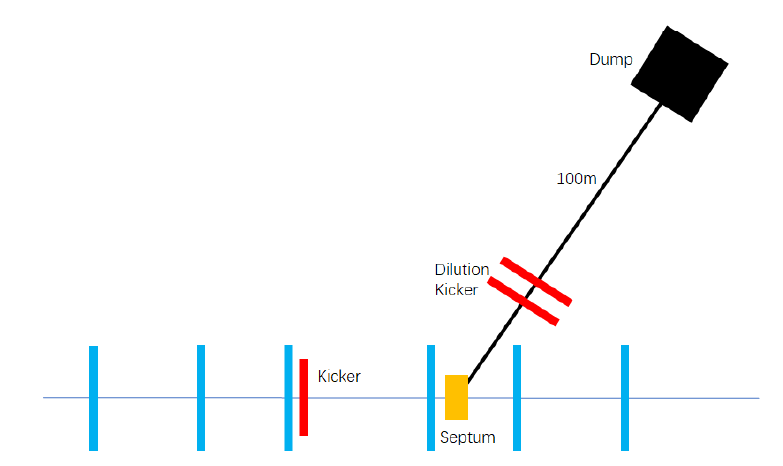 Dump
100m
Dilution
Kicker
Kicker
Septum